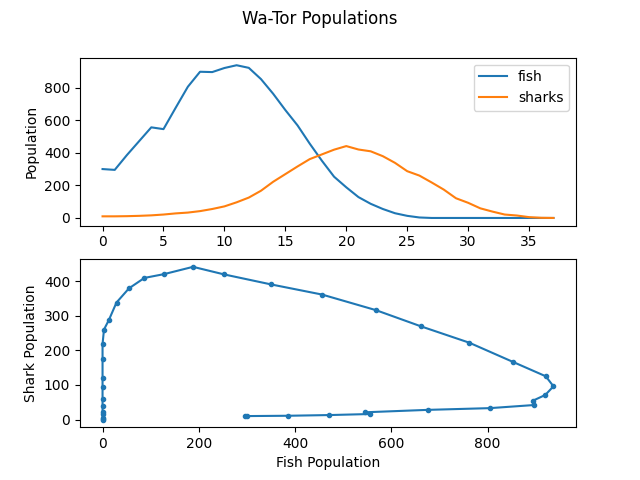 Wa-Tor Populations
fish
sharks
Population
800
600
400
200
0
0 5 10 15 20 25 30 35
Shark Population
400
300
200
100
0
0 200 400 600 800
Fish Population